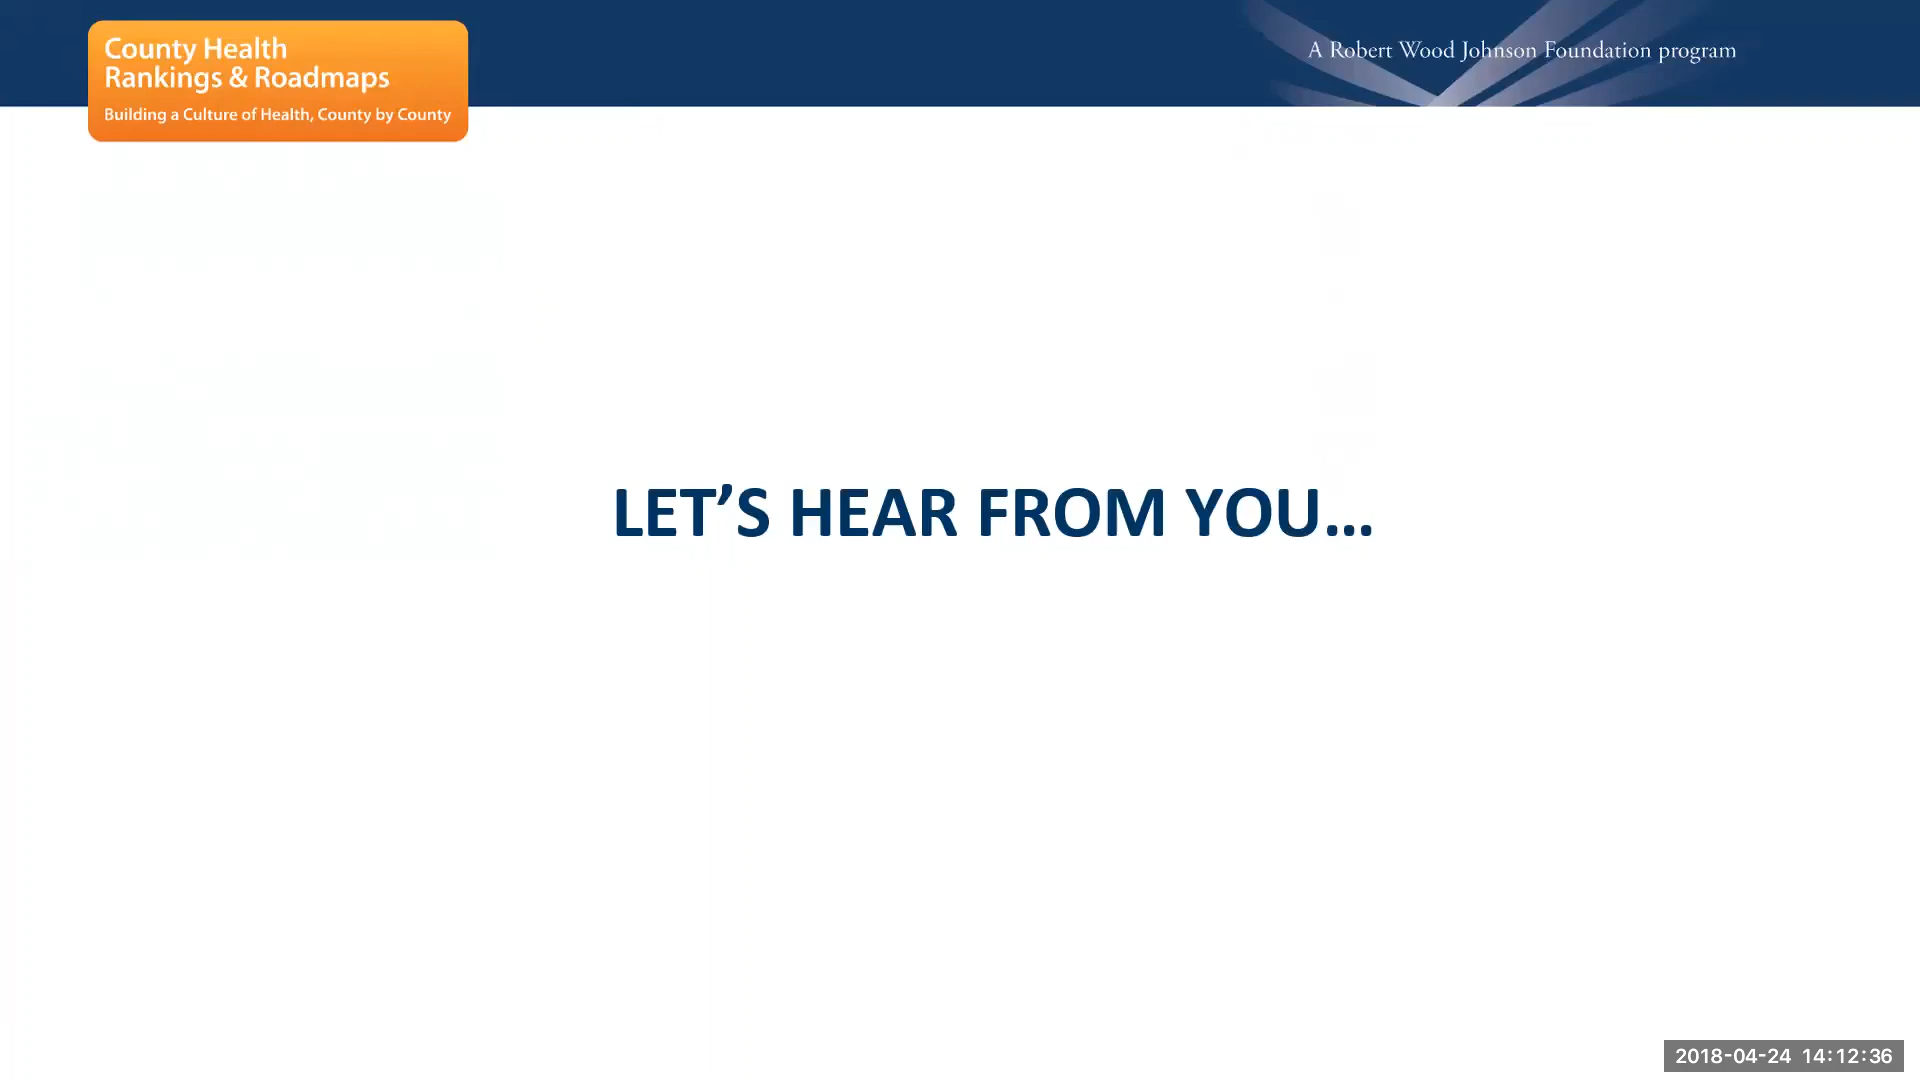 County Health
Rankings & Roadmaps
Building a Culture of Health, County by County
A Robert Wood Johnson Foundation program
LET’S HEAR FROM YOU…
2018-04-24 14:12:36